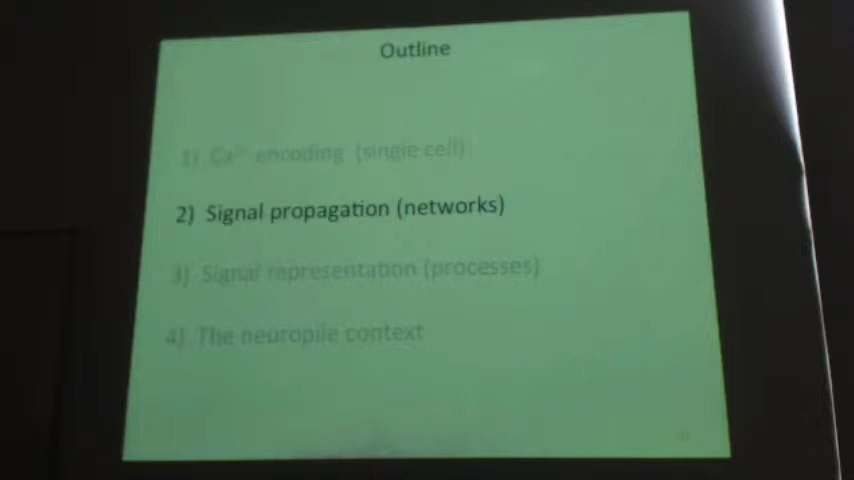 Outline
1) Ca²⁺ encoding (single cell)
2) Signal propagation (networks)
3) Signal representation (processes)
4) The neuropile context